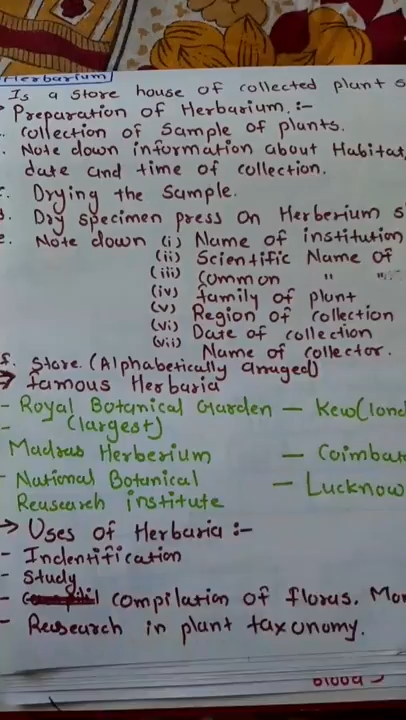 Herbarium
Is a store house of collected plant s
Preparation of Herbarium :-
Collection of Sample of plants.
Note down information about Habitat,
date and time of collection.
Drying the Sample.
Dry specimen press on Herberium s
e. Note down (i) Name of institution
(ii) Scientific Name of
(iii) Common " "
(iv) family of plant
(v) Region of collection
(vi) Date of collection
(vii) Name of collector.
f. Store. (Alphabetically arraged)
→ famous Herbaria
- Royal Botanical Garden — Kew(lond
- (largest)
Madras Herberium — Coimbat
- National Botanical — Lucknow
Reusearch institute
→ Uses of Herbaria :-
- Indentification
- Study
- compilation of floras. Mo
- Reasearch in plant taxonomy.